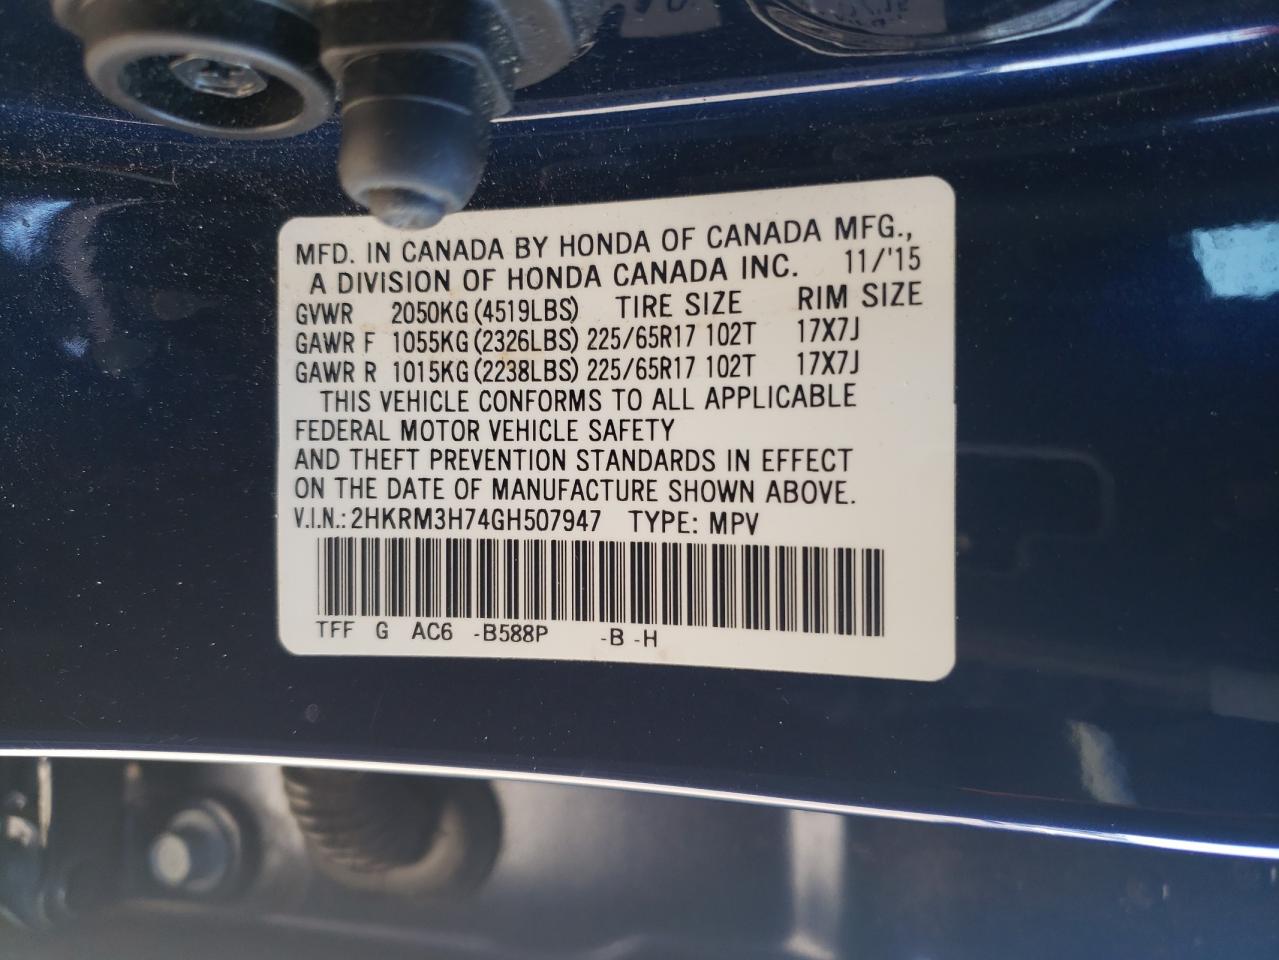 MFD. IN CANADA BY HONDA OF CANADA MFG.,
A DIVISION OF HONDA CANADA INC. 11/'15
GVWR 2050KG (4519LBS) TIRE SIZE RIM SIZE
GAWR F 1055KG (2326LBS) 225/65R17 102T 17X7J
GAWR R 1015KG (2238LBS) 225/65R17 102T 17X7J
THIS VEHICLE CONFORMS TO ALL APPLICABLE
FEDERAL MOTOR VEHICLE SAFETY
AND THEFT PREVENTION STANDARDS IN EFFECT
ON THE DATE OF MANUFACTURE SHOWN ABOVE.
V.I.N.: 2HKRM3H74GH507947 TYPE: MPV
TFF G AC6 -B588P -B -H